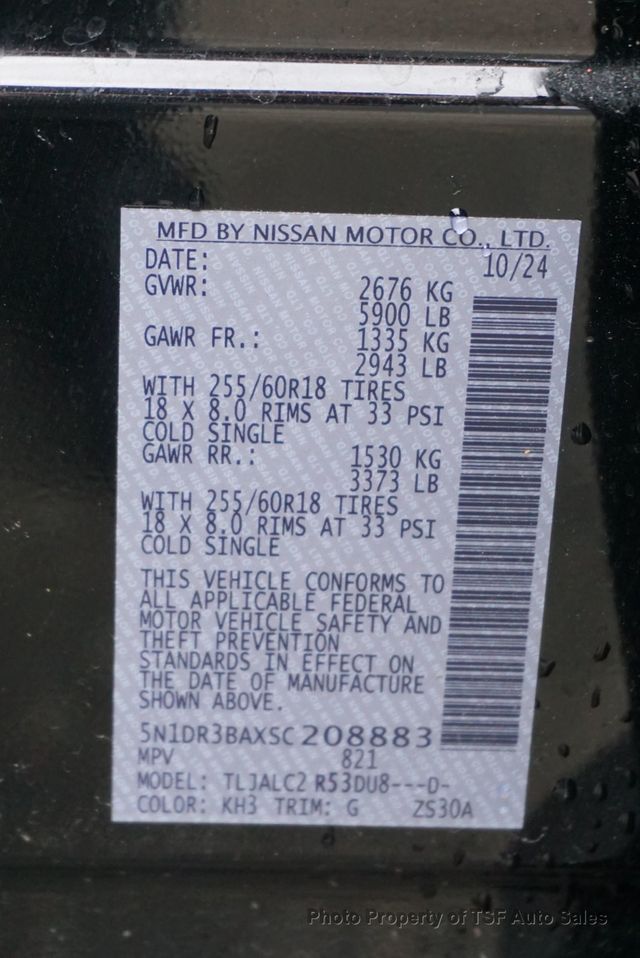 MFD BY NISSAN MOTOR CO., LTD.
DATE: 10/24
GVWR: 2676 KG
5900 LB
GAWR FR.: 1335 KG
2943 LB
WITH 255/60R18 TIRES
18 X 8.0 RIMS AT 33 PSI
COLD SINGLE
GAWR RR.: 1530 KG
3373 LB
WITH 255/60R18 TIRES
18 X 8.0 RIMS AT 33 PSI
COLD SINGLE
THIS VEHICLE CONFORMS TO
ALL APPLICABLE FEDERAL
MOTOR VEHICLE SAFETY AND
THEFT PREVENTION
STANDARDS IN EFFECT ON
THE DATE OF MANUFACTURE
SHOWN ABOVE.
5N1DR3BAXSC208883
MPV 821
MODEL: TLJALC2 R53DU8---D-
COLOR: KH3 TRIM: G ZS30A
Photo Property of TSF Auto Sales